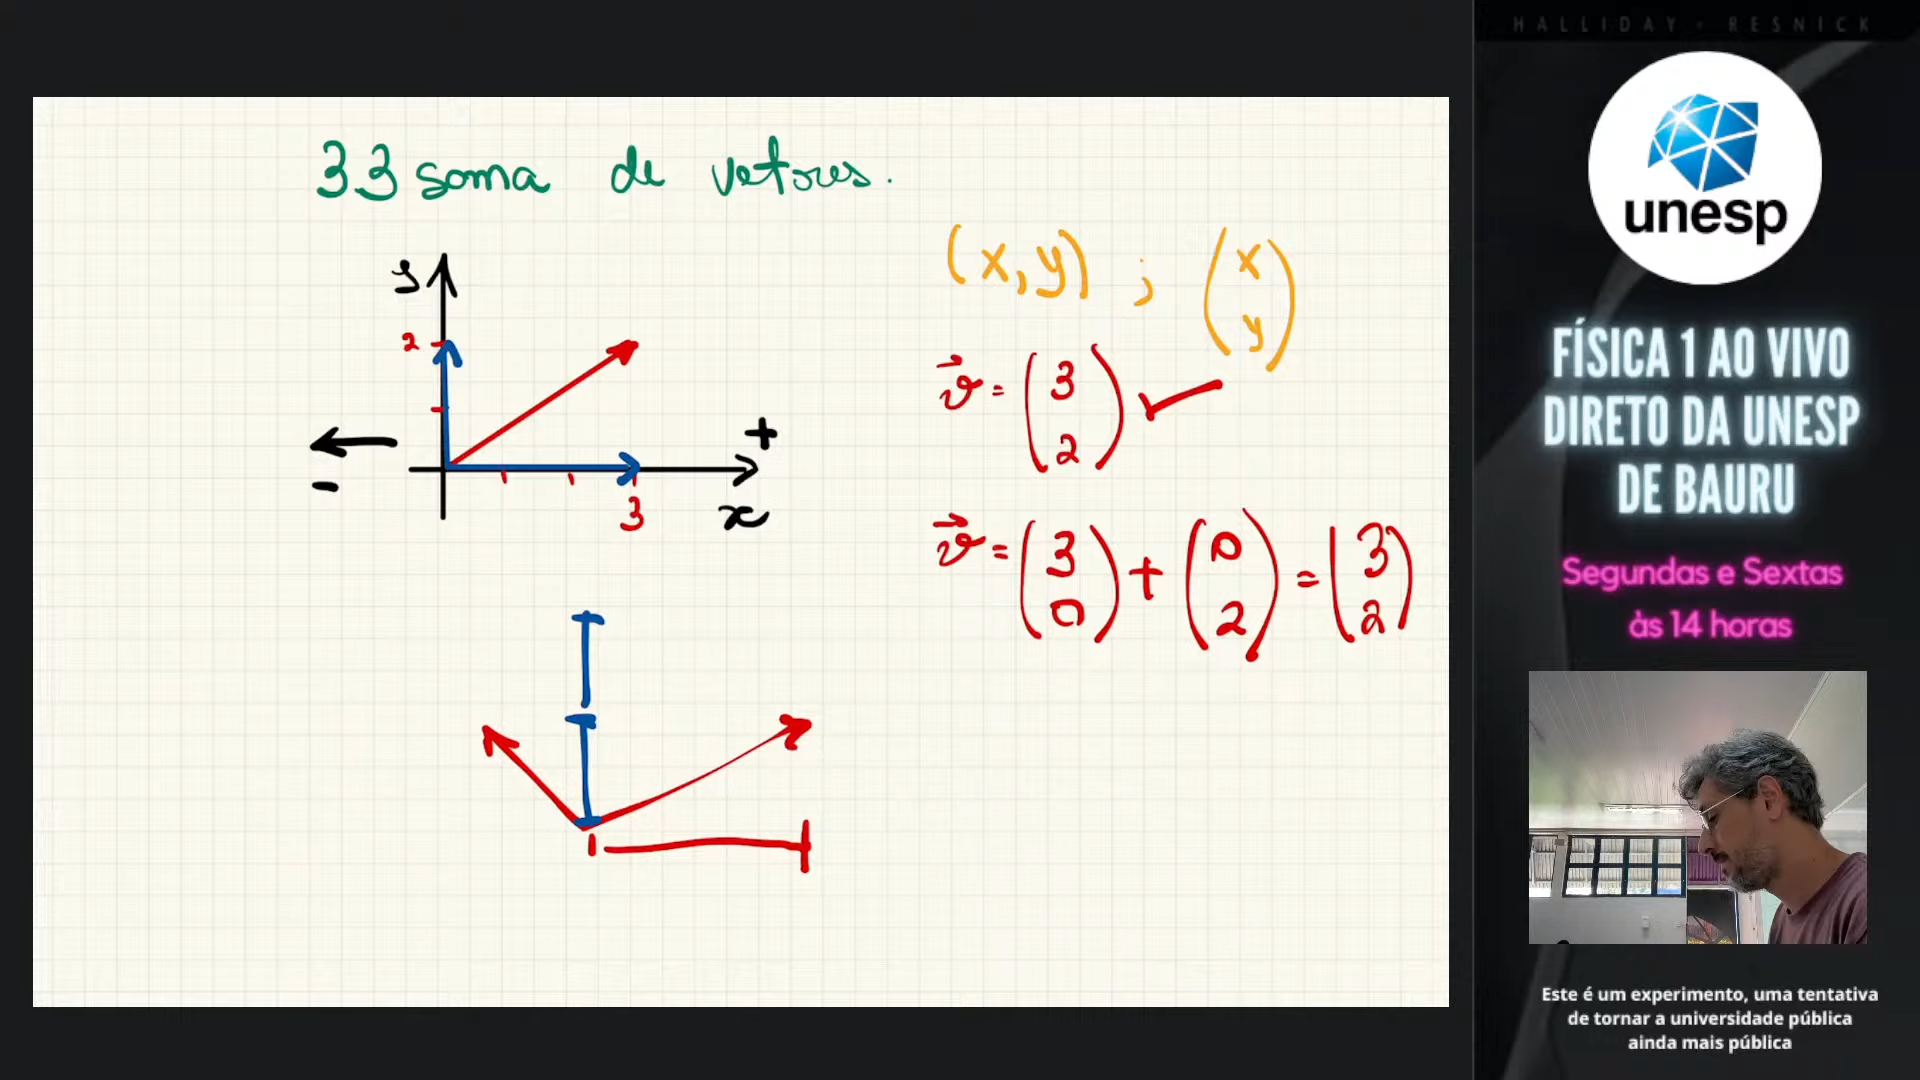 3.3 soma de vetores.
y
2
-
+
3
x
(x,y) ; (x
y)
v = (3
2)
v = (3
0) + (0
2) = (3
2)
HALLIDAY • RESNICK
unesp
FÍSICA 1 AO VIVO
DIRETO DA UNESP
DE BAURU
Segundas e Sextas
às 14 horas
Este é um experimento, uma tentativa
de tornar a universidade pública
ainda mais pública